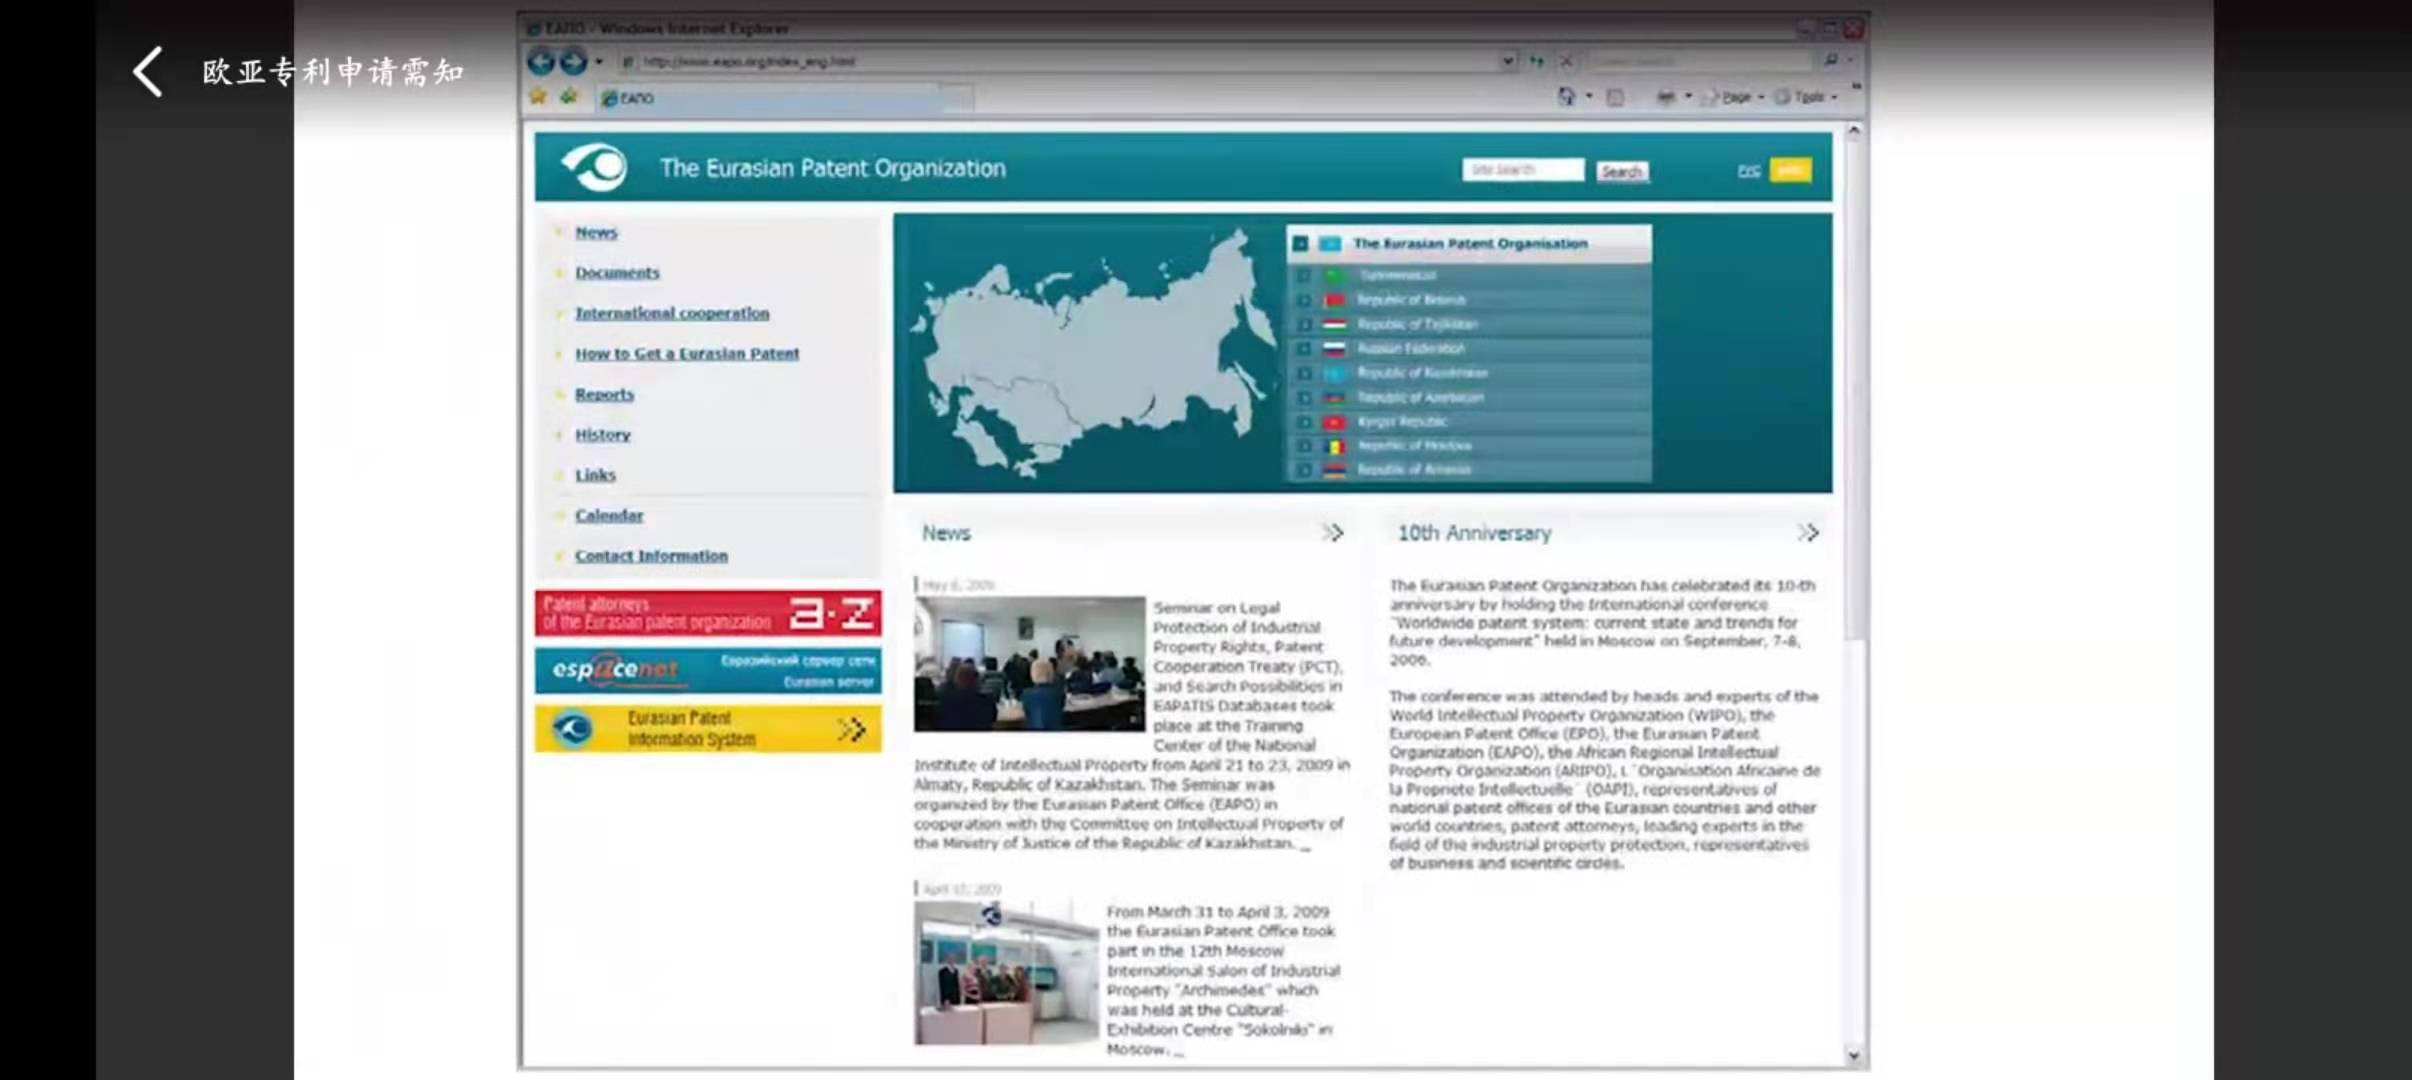 欧亚专利申请需知
ЕАПО - Windows Internet Explorer
http://www.eapo.org/index_eng.html
ЕАПО
Page
Tools
The Eurasian Patent Organization
Site Search
Search
News
Documents
International cooperation
How to Get a Eurasian Patent
Reports
History
Links
Calendar
Contact Information
Patent attorneys
of the Eurasian patent organization
a-z
espacenet
Евразийский сервер сети
Eurasian server
Eurasian Patent
Information System
The Eurasian Patent Organisation
Turkmenistan
Republic of Belarus
Republic of Tajikistan
Russian Federation
Republic of Kazakhstan
Republic of Azerbaijan
Kyrgyz Republic
Republic of Moldova
Republic of Armenia
News
May 6, 2009
Seminar on Legal
Protection of Industrial
Property Rights, Patent
Cooperation Treaty (PCT),
and Search Possibilities in
EAPATIS Databases took
place at the Training
Center of the National
Institute of Intellectual Property from April 21 to 23, 2009 in
Almaty, Republic of Kazakhstan. The Seminar was
organized by the Eurasian Patent Office (EAPO) in
cooperation with the Committee on Intellectual Property of
the Ministry of Justice of the Republic of Kazakhstan. ...
2009
From March 31 to April 3, 2009
the Eurasian Patent Office took
part in the 12th Moscow
International Salon of Industrial
Property "Archimedes" which
was held at the Cultural-
Exhibition Centre "Sokolniki" in
Moscow. ...
10th Anniversary
The Eurasian Patent Organization has celebrated its 10-th
anniversary by holding the International conference
"Worldwide patent system: current state and trends for
future development" held in Moscow on September, 7-8,
2006.
The conference was attended by heads and experts of the
World Intellectual Property Organization (WIPO), the
European Patent Office (EPO), the Eurasian Patent
Organization (EAPO), the African Regional Intellectual
Property Organization (ARIPO), L´Organisation Africaine de
la Propriete Intellectuelle´ (OAPI), representatives of
national patent offices of the Eurasian countries and other
world countries, patent attorneys, leading experts in the
field of the industrial property protection, representatives
of business and scientific circles.